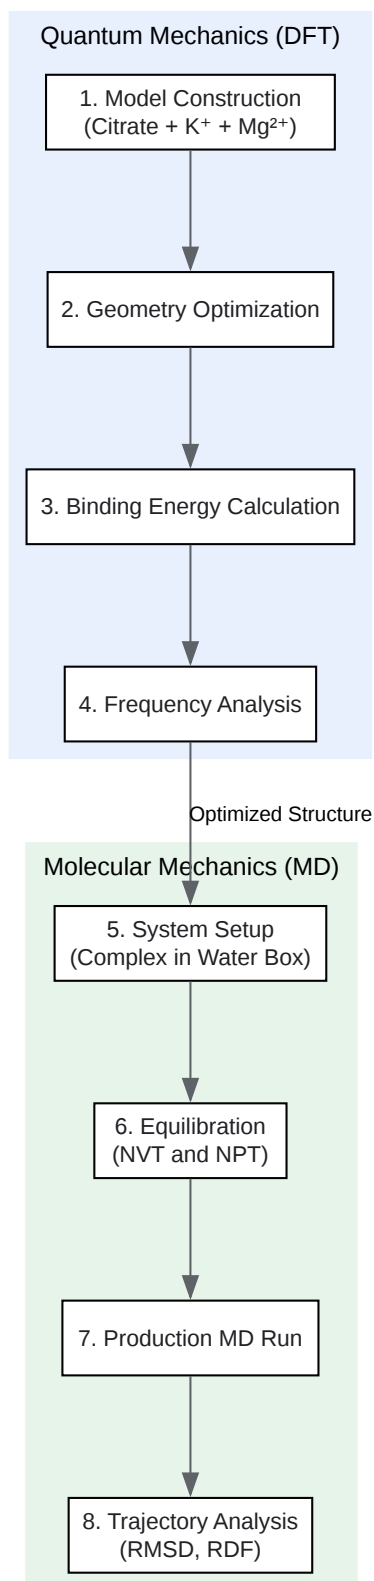 Quantum Mechanics (DFT)
1. Model Construction
(Citrate + K⁺ + Mg²⁺)
2. Geometry Optimization
3. Binding Energy Calculation
4. Frequency Analysis
Optimized Structure
Molecular Mechanics (MD)
5. System Setup
(Complex in Water Box)
6. Equilibration
(NVT and NPT)
7. Production MD Run
8. Trajectory Analysis
(RMSD, RDF)